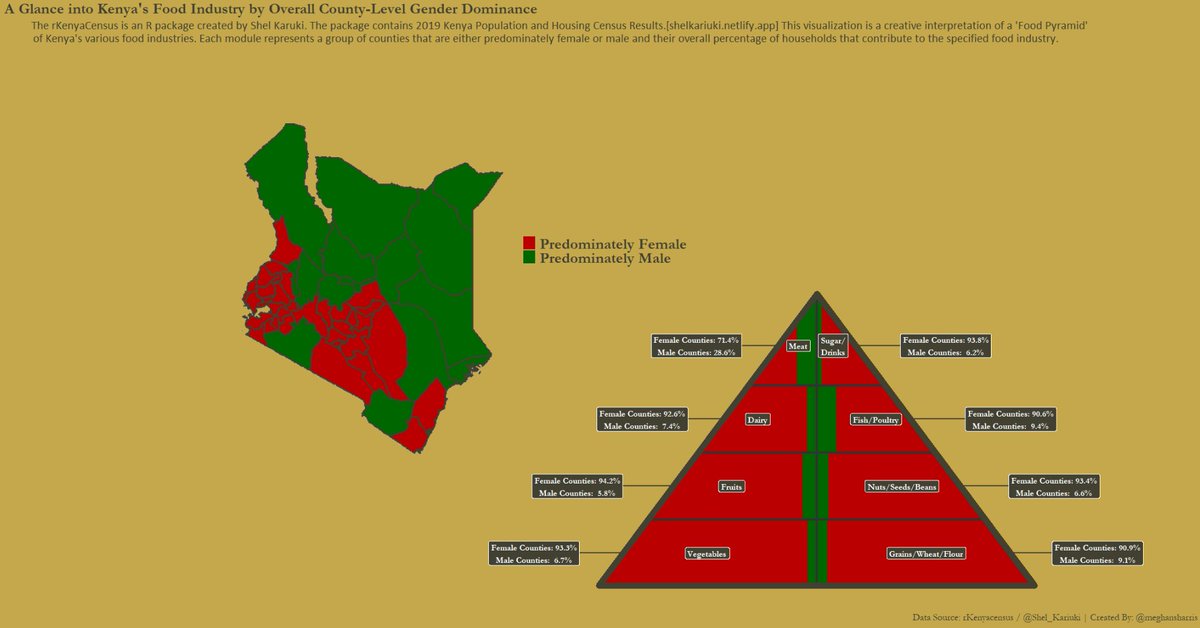 A Glance into Kenya's Food Industry by Overall County-Level Gender Dominance
The rKenyaCensus is an R package created by Shel Karuki. The package contains 2019 Kenya Population and Housing Census Results.[shelkariuki.netlify.app] This visualization is a creative interpretation of a 'Food Pyramid'
of Kenya's various food industries. Each module represents a group of counties that are either predominately female or male and their overall percentage of households that contribute to the specified food industry.
Predominately Female
Predominately Male
Female Counties: 71.4%
Male Counties: 28.6%
Meat
Sugar/
Drinks
Female Counties: 93.8%
Male Counties: 6.2%
Female Counties: 92.6%
Male Counties: 7.4%
Dairy
Fish/Poultry
Female Counties: 90.6%
Male Counties: 9.4%
Female Counties: 94.2%
Male Counties: 5.8%
Fruits
Nuts/Seeds/Beans
Female Counties: 93.4%
Male Counties: 6.6%
Female Counties: 93.3%
Male Counties: 6.7%
Vegetables
Grains/Wheat/Flour
Female Counties: 90.9%
Male Counties: 9.1%
Data Source: rKenyacensus / @Shel_Kariuki | Created By: @meghansharris